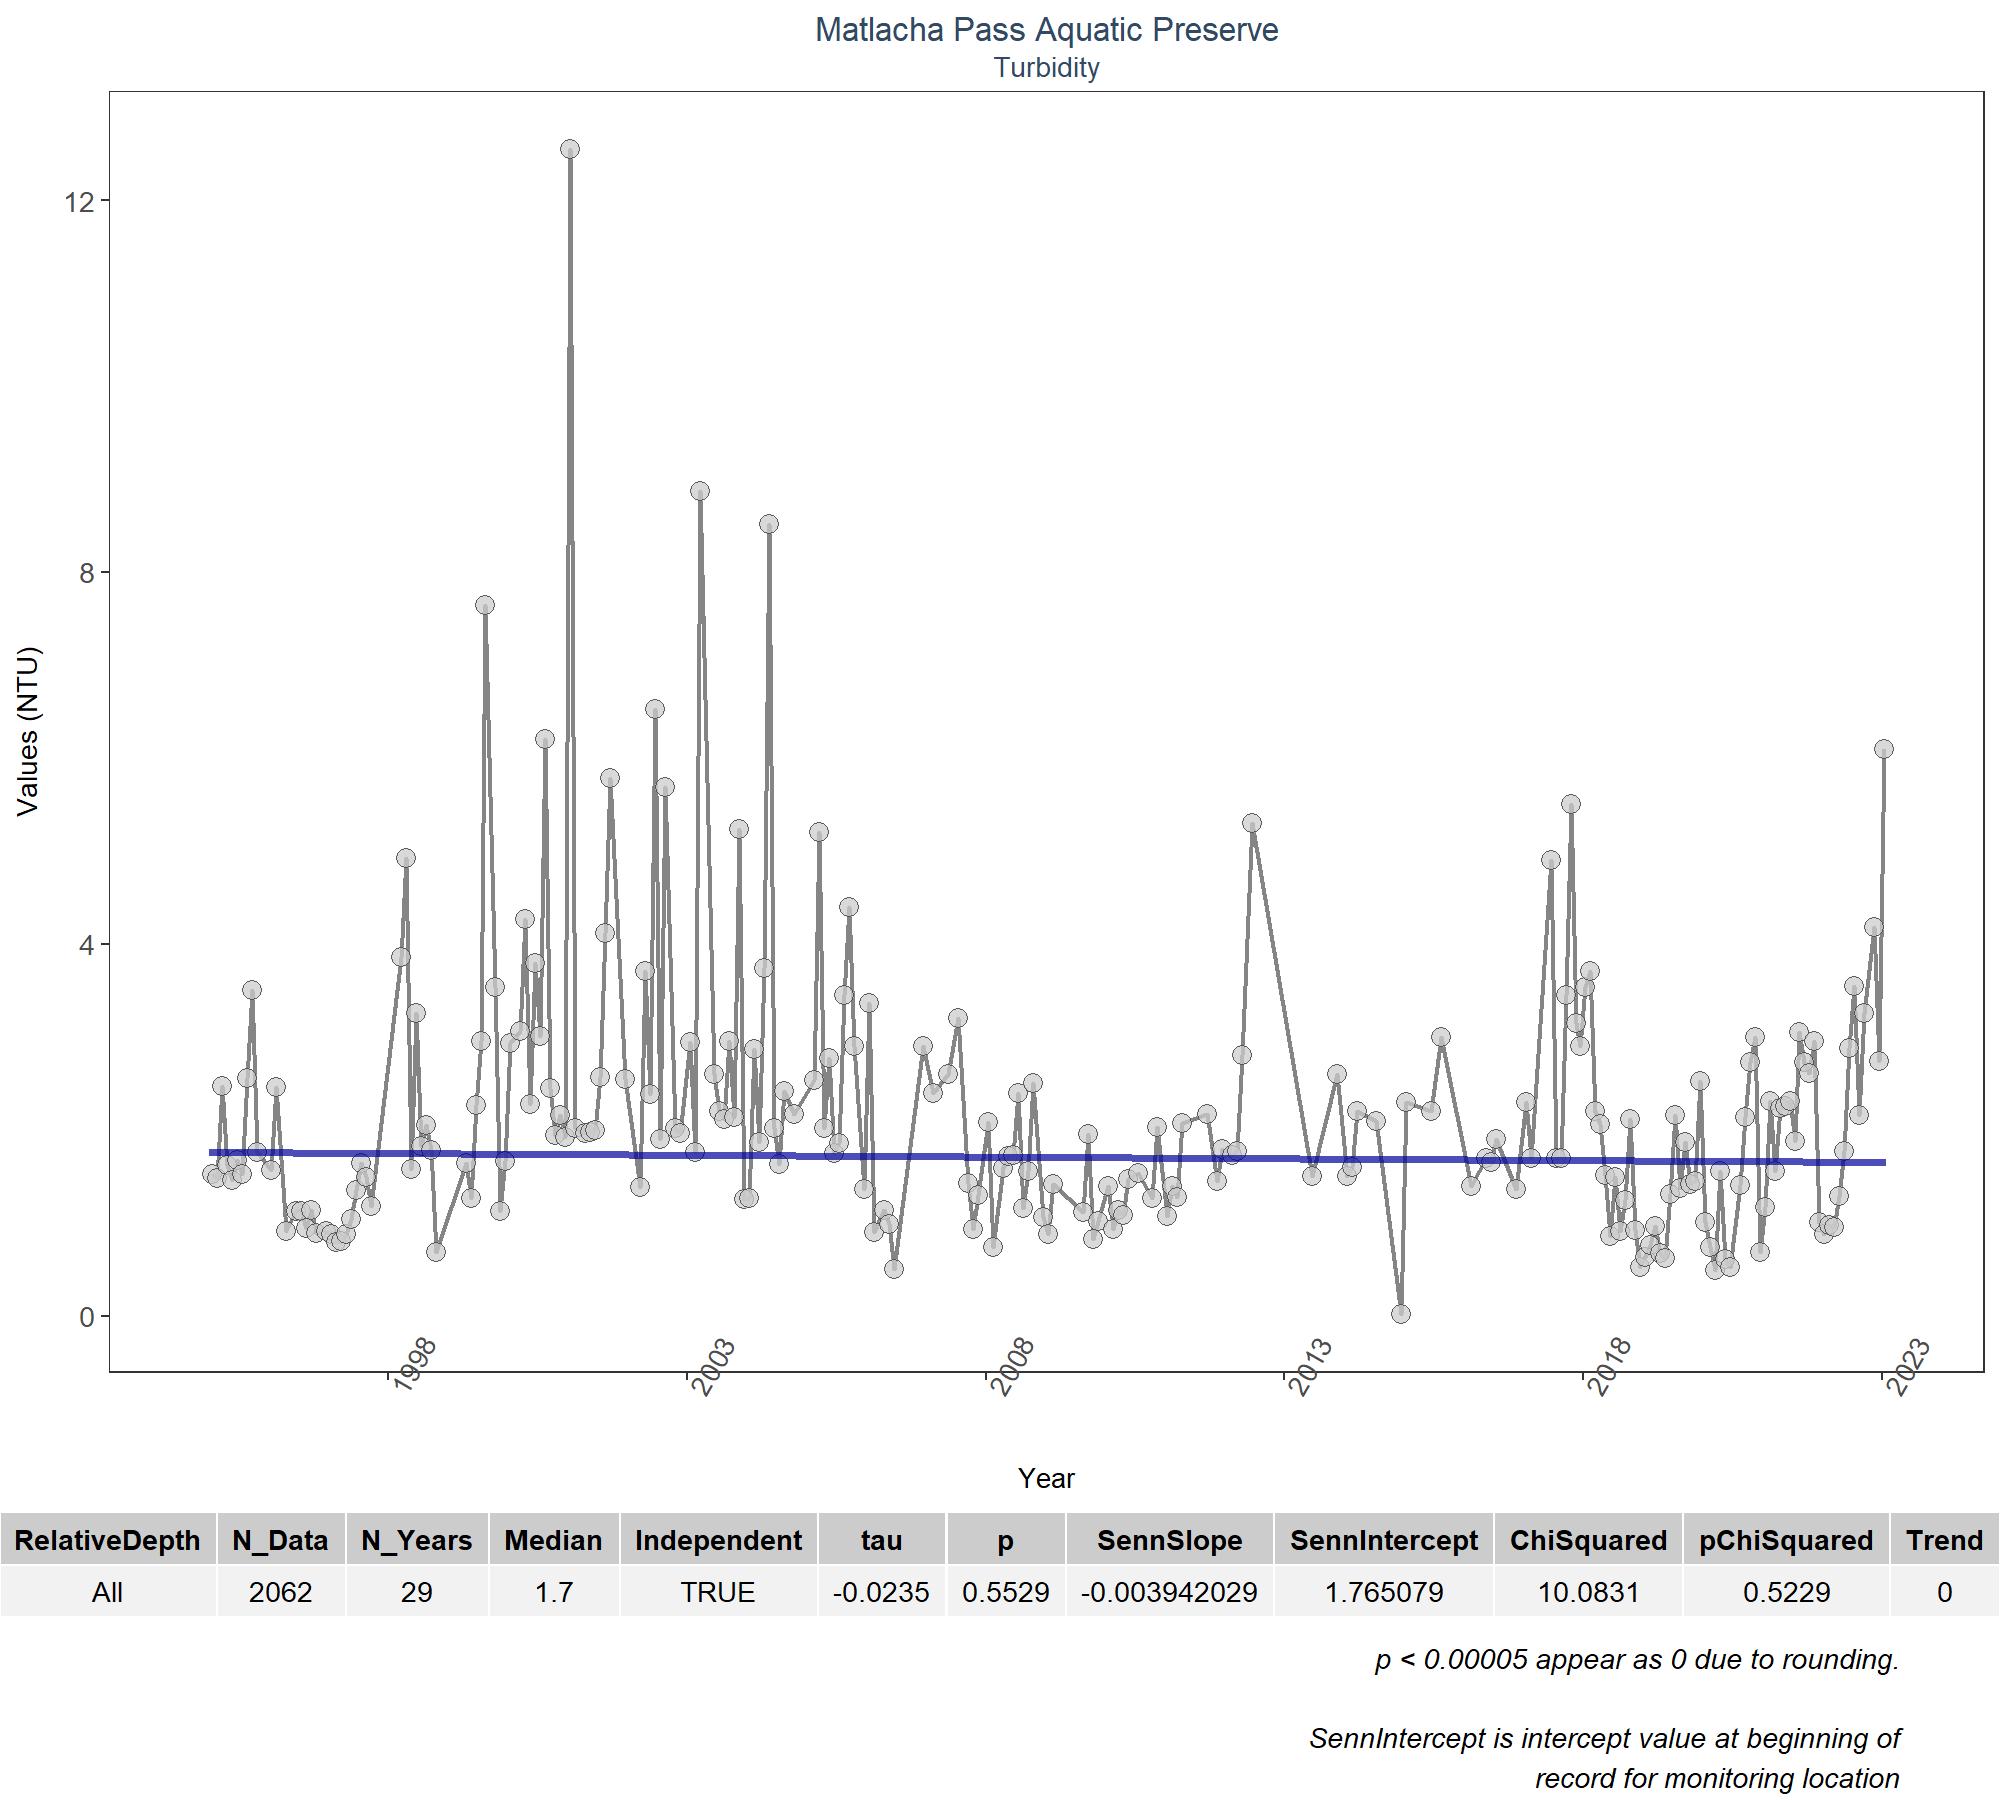 Matlacha Pass Aquatic Preserve
Turbidity
12
8
4
0
Values (NTU)
1998
2003
2008
2013
2018
2023
Year
RelativeDepth N_Data N_Years Median Independent tau p SennSlope SennIntercept ChiSquared pChiSquared Trend
All 2062 29 1.7 TRUE -0.0235 0.5529 -0.003942029 1.765079 10.0831 0.5229 0
p < 0.00005 appear as 0 due to rounding.
SennIntercept is intercept value at beginning of
record for monitoring location